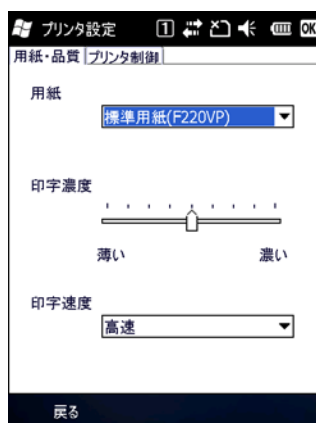 プリンタ設定 1 OK
用紙・品質 プリンタ制御
用紙
標準用紙(F220VP)
印字濃度
薄い 濃い
印字速度
高速
戻る